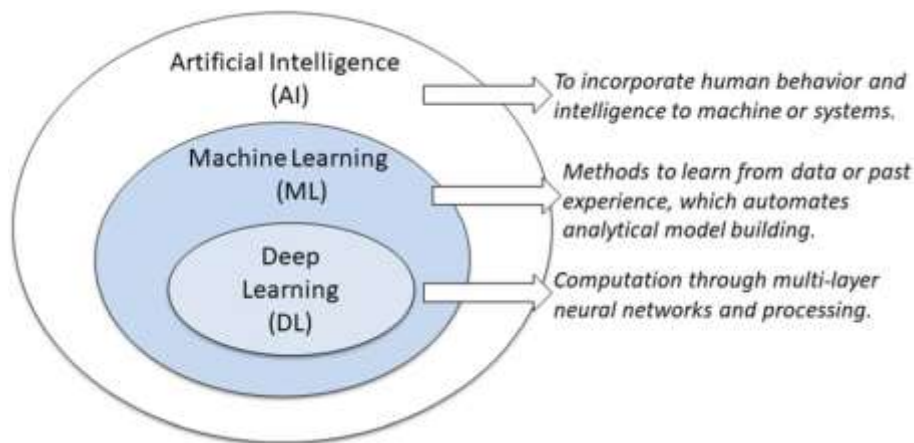 Artificial Intelligence
(AI)
To incorporate human behavior and
intelligence to machine or systems.
Machine Learning
(ML)
Methods to learn from data or past
experience, which automates
analytical model building.
Deep
Learning
(DL)
Computation through multi-layer
neural networks and processing.